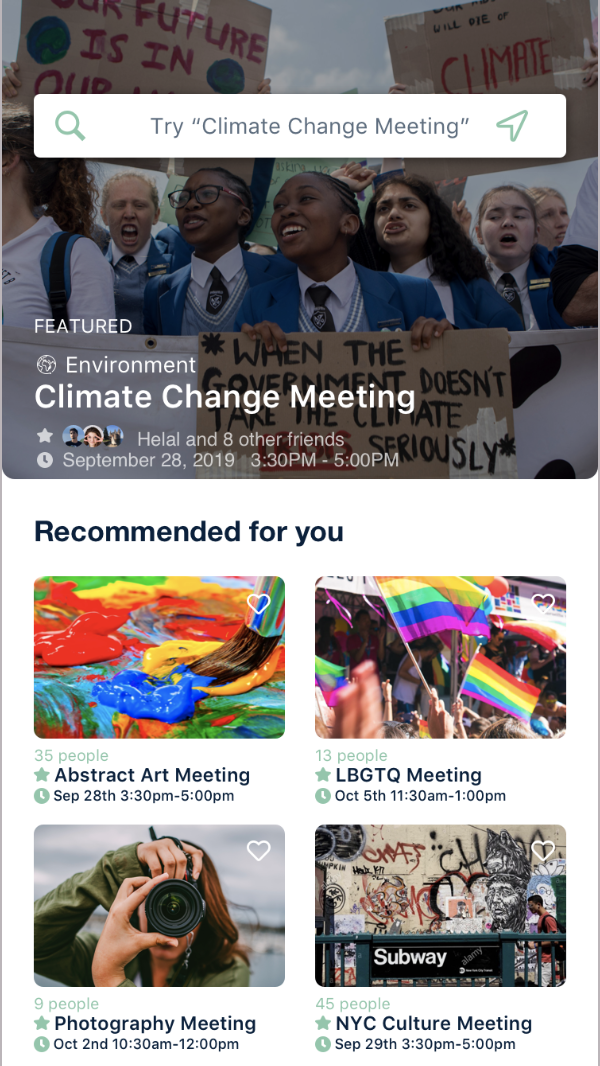 OUR FUTURE
IS IN
OUR
WILL DIE OF
CLIMATE
Try “Climate Change Meeting”
FEATURED
Environment
Climate Change Meeting
Helal and 8 other friends
September 28, 2019 3:30PM - 5:00PM
*WHEN THE
GOVERNMENT DOESN'T
TAKE THE CLIMATE
SERIOUSLY*
Recommended for you
35 people
Abstract Art Meeting
Sep 28th 3:30pm-5:00pm
13 people
LBGTQ Meeting
Oct 5th 11:30am-1:00pm
Subway
alamy
9 people
Photography Meeting
Oct 2nd 10:30am-12:00pm
45 people
NYC Culture Meeting
Sep 29th 3:30pm-5:00pm